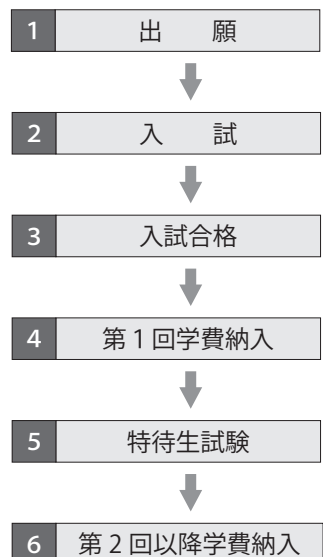 1 出　願
2 入　試
3 入試合格
4 第1回学費納入
5 特待生試験
6 第2回以降学費納入